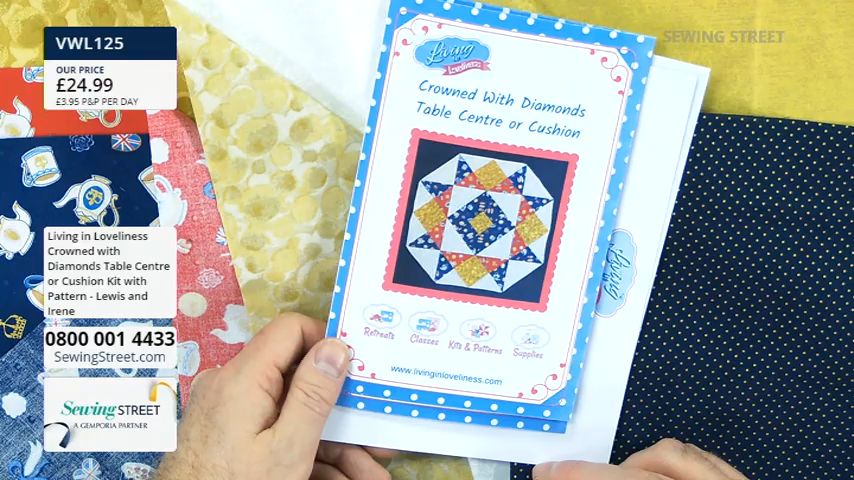 VWL125
OUR PRICE
£24.99
£3.95 P&P PER DAY
Living in Loveliness
Crowned with
Diamonds Table Centre
or Cushion Kit with
Pattern - Lewis and
Irene
0800 001 4433
SewingStreet.com
Sewing STREET
A GEMPORIA PARTNER
SEWING STREET
Living
in
Loveliness
Crowned With Diamonds
Table Centre or Cushion
Retreats
Classes
Kits & Patterns
Supplies
www.livinginloveliness.com
Living